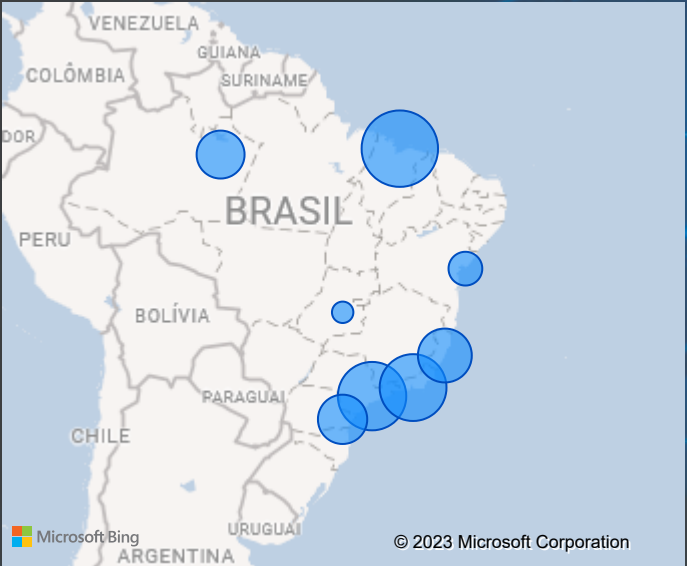 VENEZUELA
GUIANA
COLÔMBIA
SURINAME
DOR
BRASIL
PERU
BOLÍVIA
PARAGUAI
CHILE
URUGUAI
Microsoft Bing
© 2023 Microsoft Corporation
ARGENTINA